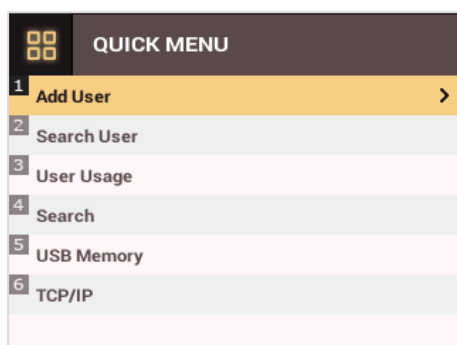 QUICK MENU
1 Add User
2 Search User
3 User Usage
4 Search
5 USB Memory
6 TCP/IP